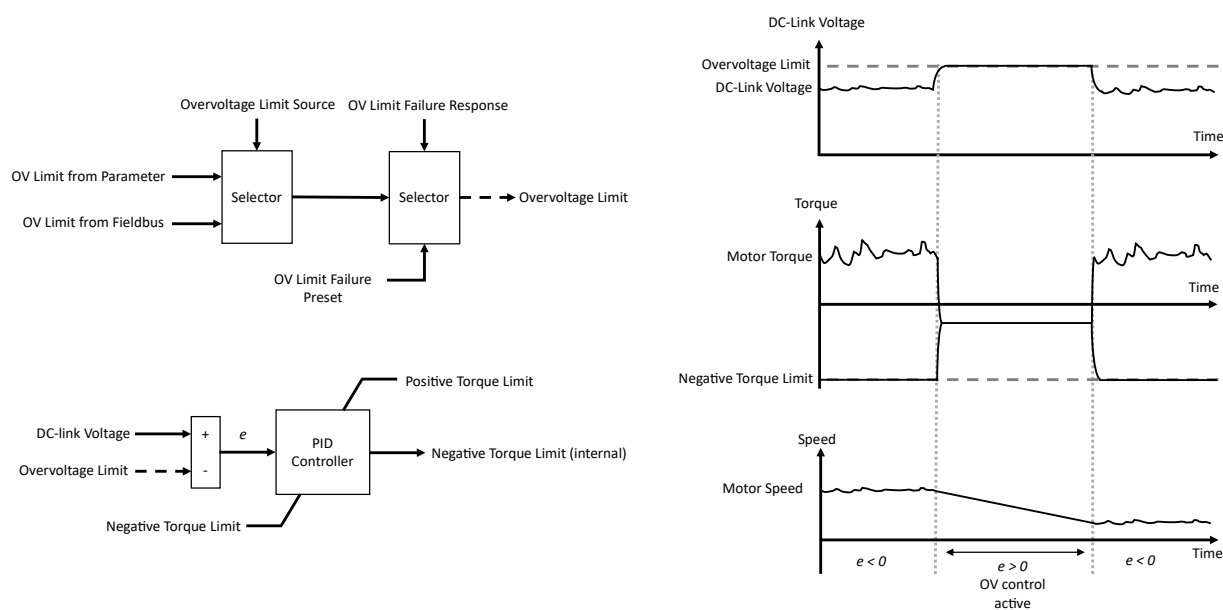 Overvoltage Limit Source
OV Limit Failure Response
OV Limit from Parameter
OV Limit from Fieldbus
Selector
Selector
Overvoltage Limit
OV Limit Failure
Preset
Positive Torque Limit
DC-link Voltage
Overvoltage Limit
+
-
e
PID
Controller
Negative Torque Limit (internal)
Negative Torque Limit
DC-Link Voltage
Overvoltage Limit
DC-Link Voltage
Time
Torque
Motor Torque
Time
Negative Torque Limit
Speed
Motor Speed
Time
e < 0
e > 0
e < 0
OV control
active